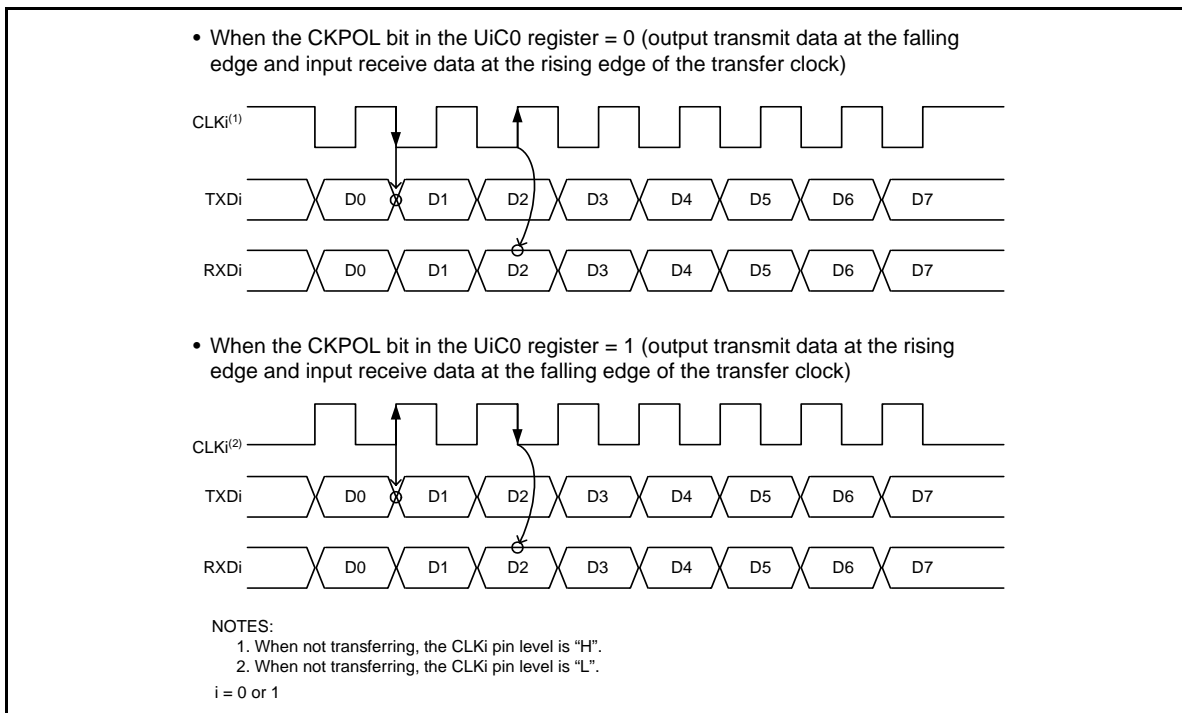 • When the CKPOL bit in the UiC0 register = 0 (output transmit data at the falling
edge and input receive data at the rising edge of the transfer clock)
CLKi(1)
TXDi D0 D1 D2 D3 D4 D5 D6 D7
RXDi D0 D1 D2 D3 D4 D5 D6 D7
• When the CKPOL bit in the UiC0 register = 1 (output transmit data at the rising
edge and input receive data at the falling edge of the transfer clock)
CLKi(2)
TXDi D0 D1 D2 D3 D4 D5 D6 D7
RXDi D0 D1 D2 D3 D4 D5 D6 D7
NOTES:
1. When not transferring, the CLKi pin level is “H”.
2. When not transferring, the CLKi pin level is “L”.
i = 0 or 1